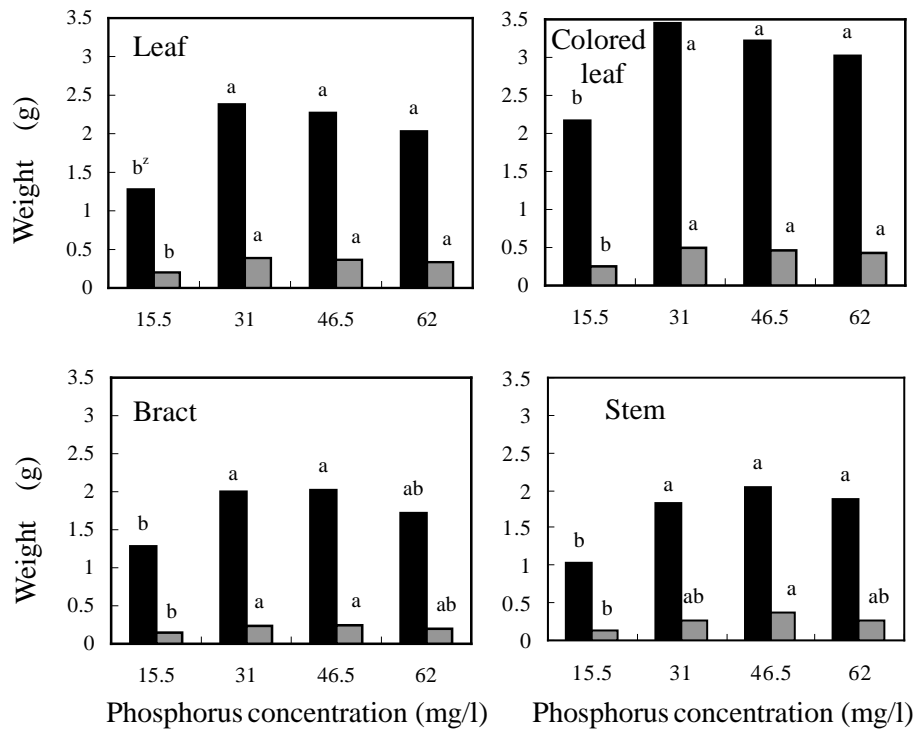 Leaf
Weight (g)
3.5
3
2.5
2
1.5
1
0.5
0
bᶻ
b
a
a
a
a
a
a
15.5
31
46.5
62
Colored
leaf
3.5
3
2.5
2
1.5
1
0.5
0
b
b
a
a
a
a
a
a
15.5
31
46.5
62
Bract
Weight (g)
3.5
3
2.5
2
1.5
1
0.5
0
b
b
a
a
a
a
ab
ab
15.5
31
46.5
62
Phosphorus concentration (mg/l)
Stem
3.5
3
2.5
2
1.5
1
0.5
0
b
b
a
ab
a
a
a
ab
15.5
31
46.5
62
Phosphorus concentration (mg/l)